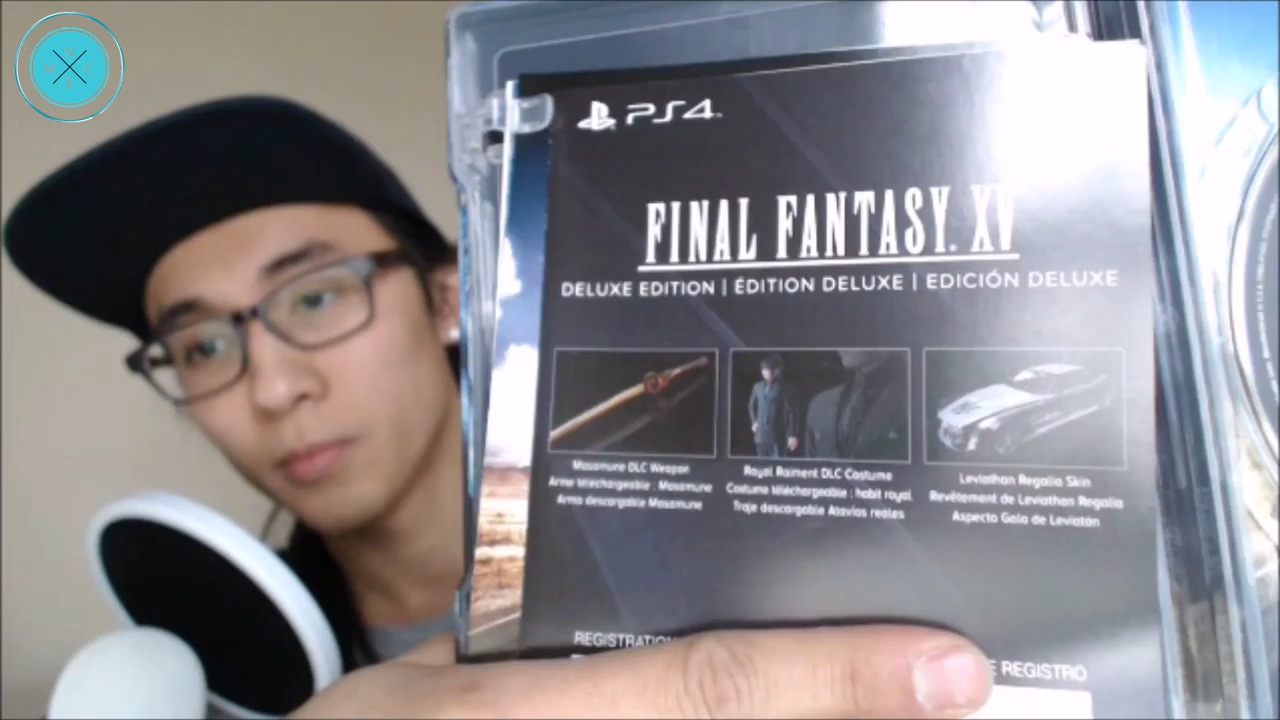 PS4
FINAL FANTASY. XV
DELUXE EDITION | ÉDITION DELUXE | EDICIÓN DELUXE
Masamune DLC Weapon
Arme téléchargeable : Masamune
Arma descargable Masamune
Royal Raiment DLC Costume
Costume téléchargeable : habit royal
Traje descargable Atavíos reales
Leviathan Regalia Skin
Revêtement de Leviathan Regalia
Aspecto Gala de Leviatán
REGISTRATION
E REGISTRO